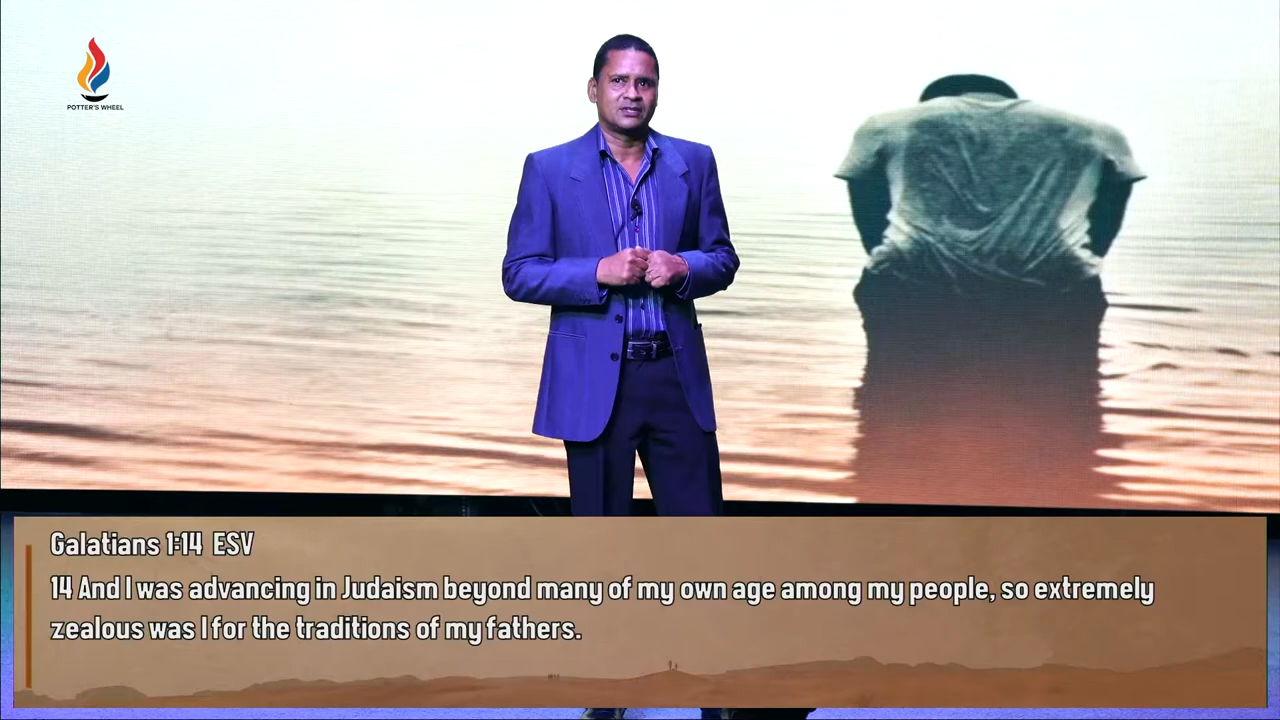 POTTER'S WHEEL
Galatians 1:14 ESV
14 And I was advancing in Judaism beyond many of my own age among my people, so extremely
zealous was I for the traditions of my fathers.